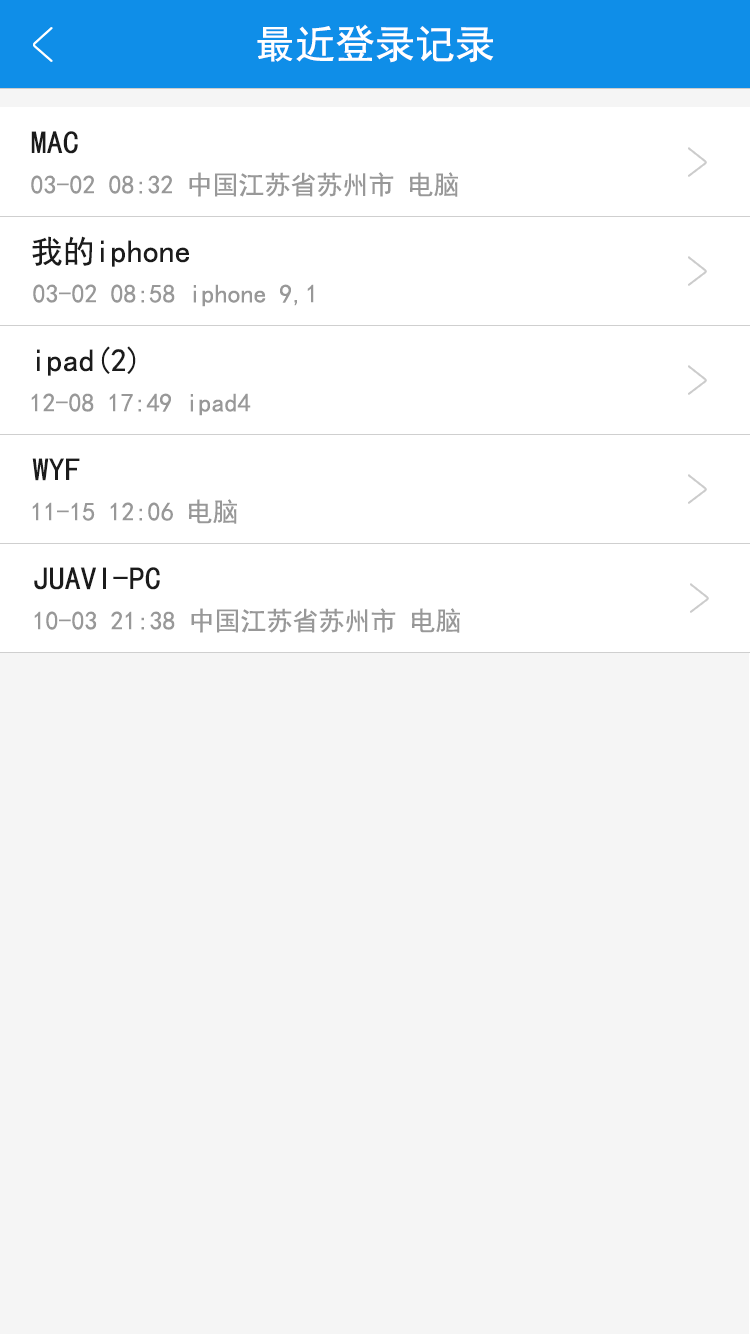 最近登录记录
MAC
03-02 08:32 中国江苏省苏州市 电脑
我的iphone
03-02 08:58 iphone 9,1
ipad(2)
12-08 17:49 ipad4
WYF
11-15 12:06 电脑
JUAVI-PC
10-03 21:38 中国江苏省苏州市 电脑